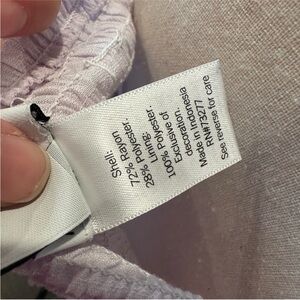 Shell:
72% Rayon
28% Polyester
Lining:
100% Polyester
Exclusive of
decoration.
Made in Indonesia
RN#73277
See reverse for care